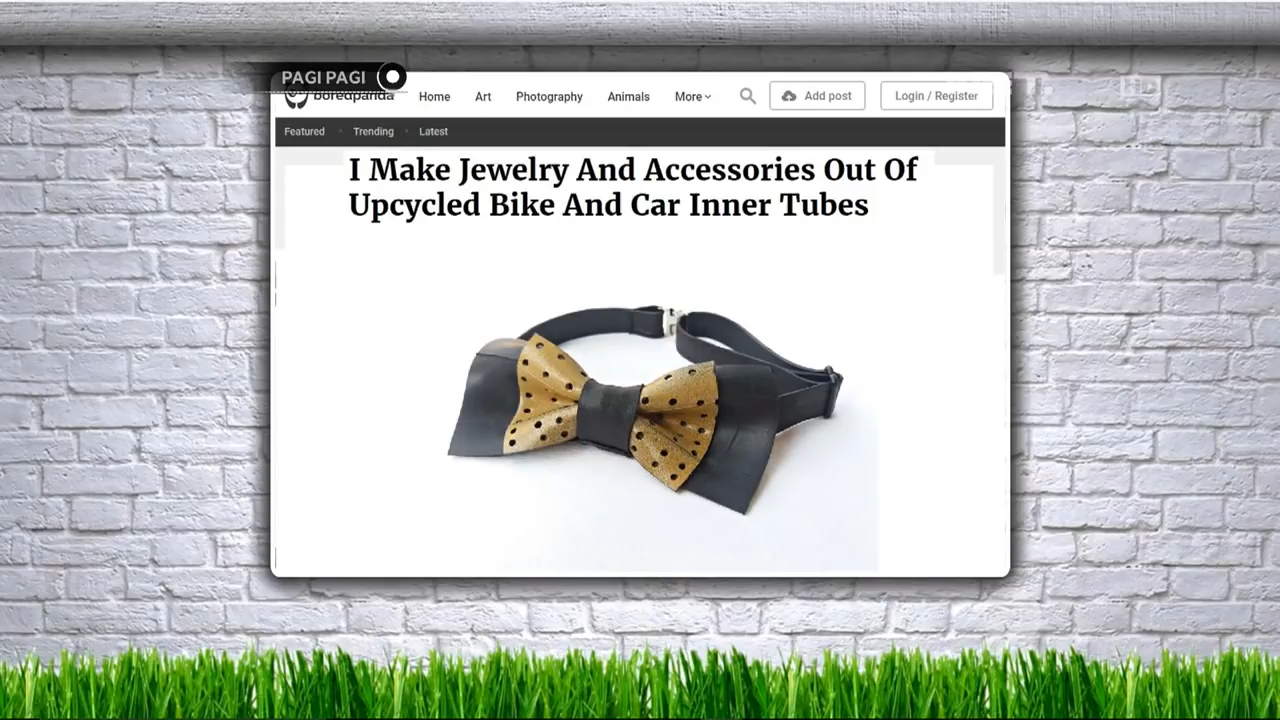 PAGI PAGI
boredpanda
Home Art Photography Animals More Add post Login / Register
Featured Trending Latest
I Make Jewelry And Accessories Out Of
Upcycled Bike And Car Inner Tubes
HD